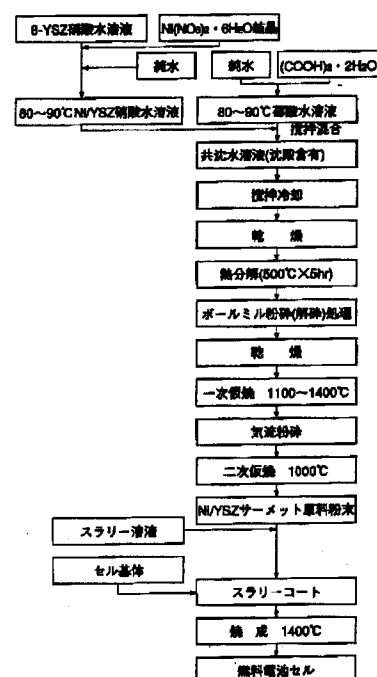 8-YSZ硝酸水溶液
Ni(NO₃)₂・6H₂O結晶
純水
純水
(COOH)₂・2H₂O
80〜90℃ Ni/YSZ硝酸水溶液
80〜90℃蓚酸水溶液
撹拌混合
共沈水溶液(沈殿含有)
撹拌冷却
乾 燥
熱分解(500℃×5hr)
ボールミル粉砕(解砕)処理
乾 燥
一次仮焼 1100〜1400℃
気流粉砕
二次仮焼 1000℃
Ni/YSZサーメット原料粉末
スラリー溶液
セル基体
スラリーコート
焼 成 1400℃
燃料電池セル